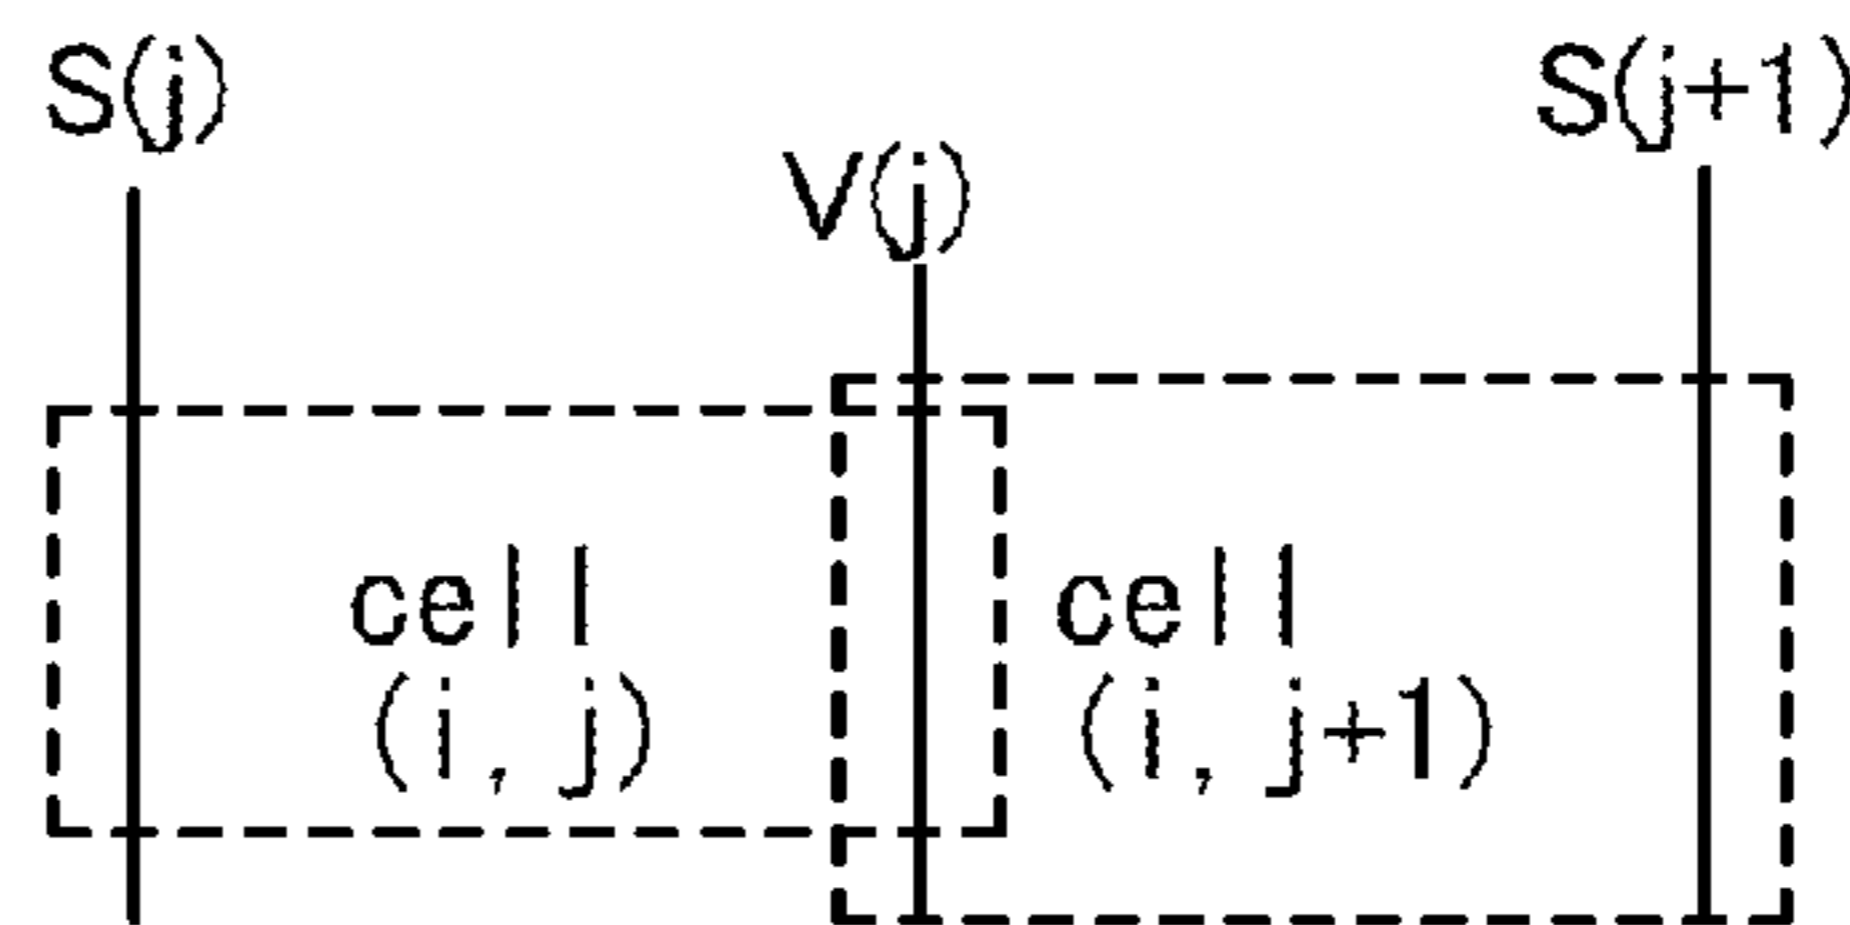 S(j)
V(j)
S(j+1)
cell
(i, j)
cell
(i, j+1)